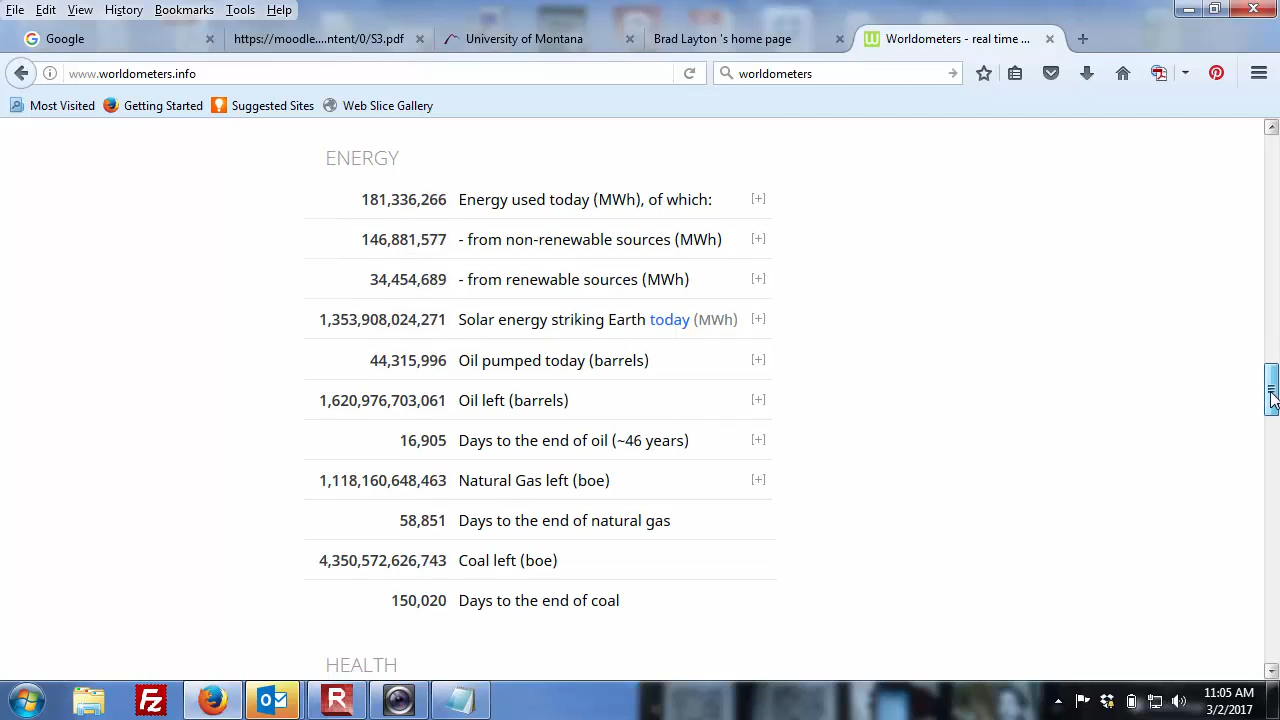 File Edit View History Bookmarks Tools Help
Google https://moodle....ntent/0/S3.pdf University of Montana Brad Layton 's home page Worldometers - real time ...
www.worldometers.info worldometers
Most Visited Getting Started Suggested Sites Web Slice Gallery
ENERGY
181,336,266 Energy used today (MWh), of which: [+]
146,881,577 - from non-renewable sources (MWh) [+]
34,454,689 - from renewable sources (MWh) [+]
1,353,908,024,271 Solar energy striking Earth today (MWh) [+]
44,315,996 Oil pumped today (barrels) [+]
1,620,976,703,061 Oil left (barrels) [+]
16,905 Days to the end of oil (~46 years) [+]
1,118,160,648,463 Natural Gas left (boe) [+]
58,851 Days to the end of natural gas
4,350,572,626,743 Coal left (boe)
150,020 Days to the end of coal
HEALTH
11:05 AM
3/2/2017